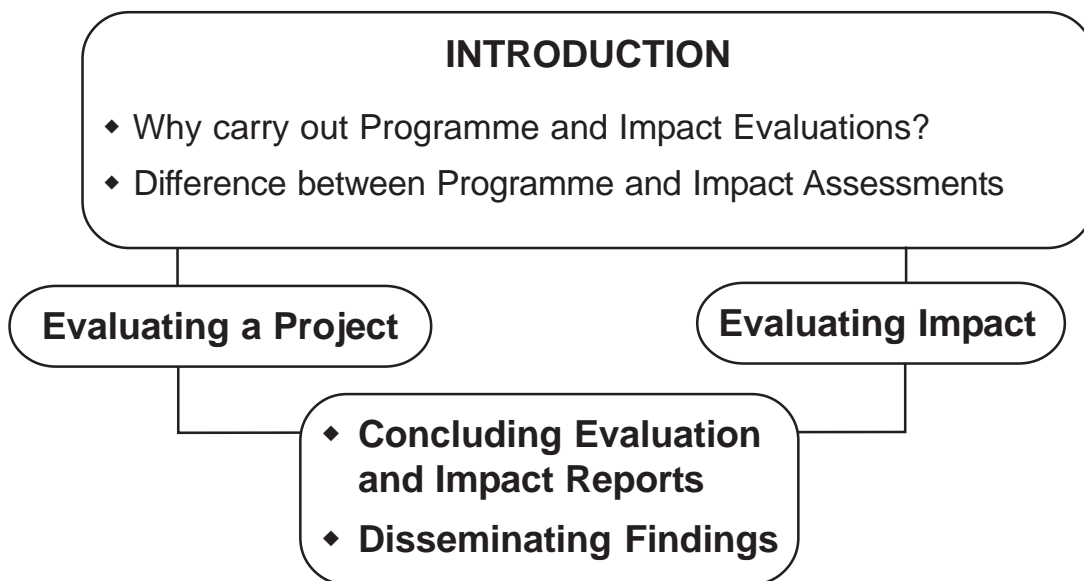 INTRODUCTION
◆ Why carry out Programme and Impact Evaluations?
◆ Difference between Programme and Impact Assessments
Evaluating a Project
Evaluating Impact
◆ Concluding Evaluation
and Impact Reports
◆ Disseminating Findings